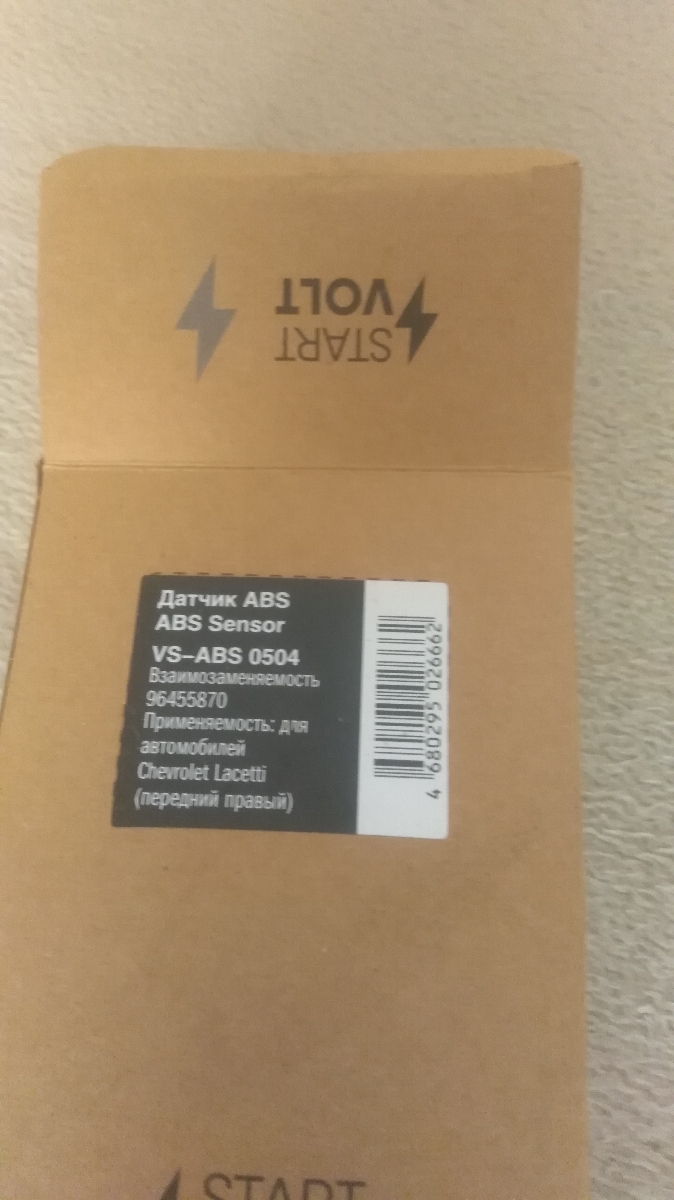 START
VOLT
Датчик ABS
ABS Sensor
VS-ABS 0504
Взаимозаменяемость
96455870
Применяемость: для
автомобилей
Chevrolet Lacetti
(передний правый)
4 680295 026662
START